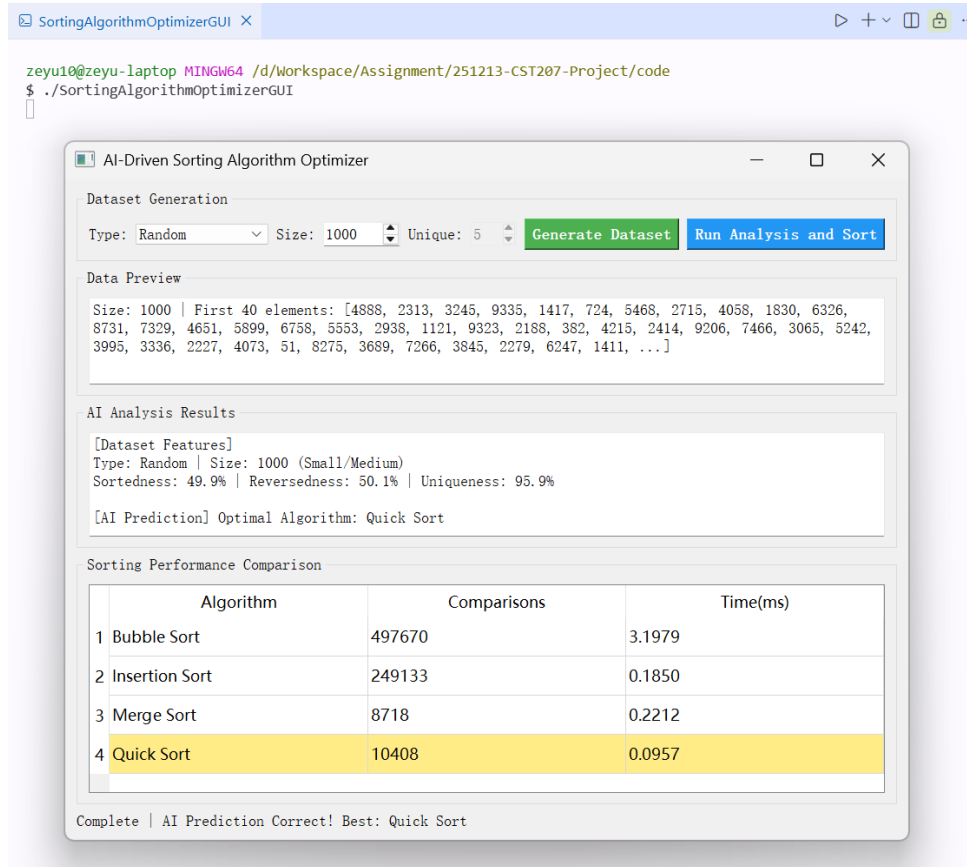 SortingAlgorithmOptimizerGUI
zeyu10@zeyu-laptop MINGW64 /d/Workspace/Assignment/251213-CST207-Project/code
$ ./SortingAlgorithmOptimizerGUI
AI-Driven Sorting Algorithm Optimizer
Dataset Generation
Type: Random Size: 1000 Unique: 5 Generate Dataset Run Analysis and Sort
Data Preview
Size: 1000 | First 40 elements: [4888, 2313, 3245, 9335, 1417, 724, 5468, 2715, 4058, 1830, 6326,
8731, 7329, 4651, 5899, 6758, 5553, 2938, 1121, 9323, 2188, 382, 4215, 2414, 9206, 7466, 3065, 5242,
3995, 3336, 2227, 4073, 51, 8275, 3689, 7266, 3845, 2279, 6247, 1411, ...]
AI Analysis Results
[Dataset Features]
Type: Random | Size: 1000 (Small/Medium)
Sortedness: 49.9% | Reversedness: 50.1% | Uniqueness: 95.9%
[AI Prediction] Optimal Algorithm: Quick Sort
Sorting Performance Comparison
Algorithm Comparisons Time(ms)
1 Bubble Sort 497670 3.1979
2 Insertion Sort 249133 0.1850
3 Merge Sort 8718 0.2212
4 Quick Sort 10408 0.0957
Complete | AI Prediction Correct! Best: Quick Sort